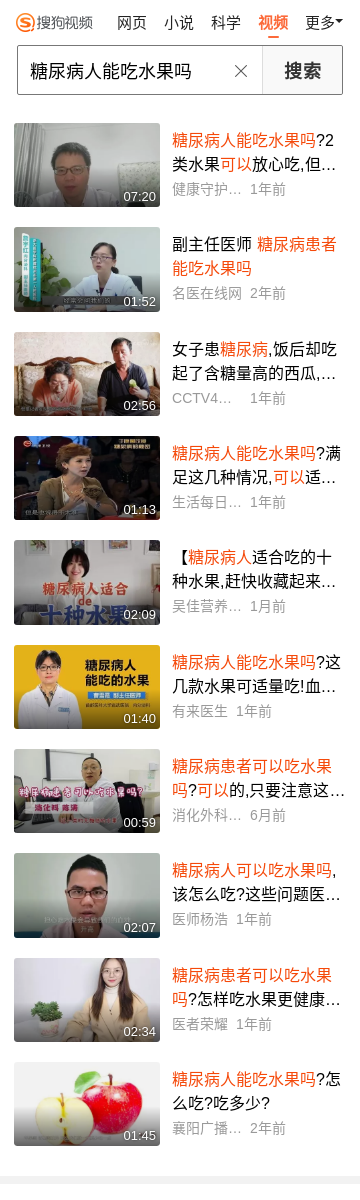 搜狗视频 网页 小说 科学 视频 更多
糖尿病人能吃水果吗 搜索
07:20
糖尿病人能吃水果吗?2
类水果可以放心吃,但…
健康守护… 1年前
01:52
副主任医师 糖尿病患者
能吃水果吗
名医在线网 2年前
02:56
女子患糖尿病,饭后却吃
起了含糖量高的西瓜,…
CCTV4… 1年前
01:13
糖尿病人能吃水果吗?满
足这几种情况,可以适…
生活每日… 1年前
糖尿病人适合
de
十种水果
02:09
【糖尿病人适合吃的十
种水果,赶快收藏起来…
吴佳营养… 1月前
糖尿病人
能吃的水果
01:40
糖尿病人能吃水果吗?这
几款水果可适量吃!血…
有来医生 1年前
糖尿病患者可以吃水果吗?
消化科 雍满
00:59
糖尿病患者可以吃水果
吗?可以的,只要注意这…
消化外科… 6月前
02:07
糖尿病人可以吃水果吗,
该怎么吃?这些问题医…
医师杨浩 1年前
02:34
糖尿病患者可以吃水果
吗?怎样吃水果更健康…
医者荣耀 1年前
01:45
糖尿病人能吃水果吗?怎
么吃?吃多少?
襄阳广播… 2年前